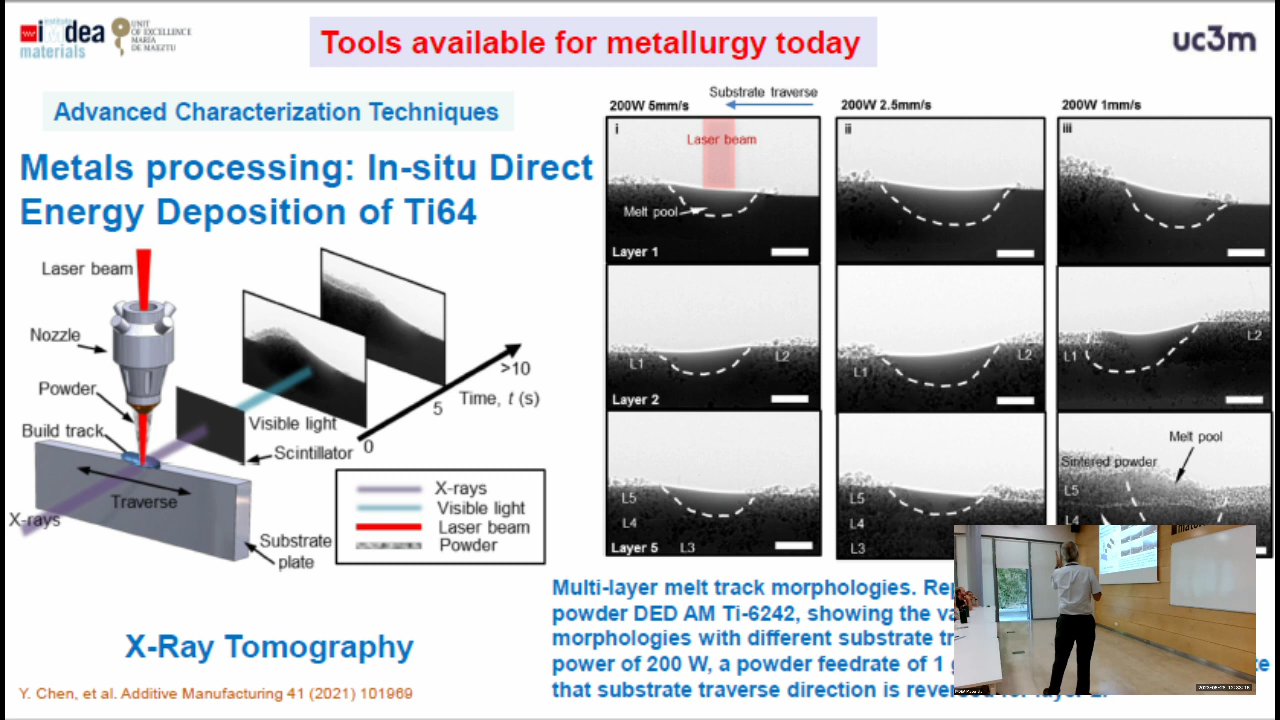 institute
imdea
materials
UNIT
OF EXCELLENCE
MARÍA
DE MAEZTU
Tools available for metallurgy today
uc3m
Advanced Characterization Techniques
Metals processing: In-situ Direct
Energy Deposition of Ti64
Laser beam
Nozzle
Powder
Build track
Traverse
X-rays
Substrate
plate
Visible light
Scintillator
0
5
>10
Time, t (s)
X-rays
Visible light
Laser beam
Powder
X-Ray Tomography
Y. Chen, et al. Additive Manufacturing 41 (2021) 101969
Substrate traverse
200W 5mm/s
200W 2.5mm/s
200W 1mm/s
i
Laser beam
Melt pool
Layer 1
ii
iii
L1
L2
Layer 2
L1
L2
L1
L2
L5
L4
Layer 5
L3
L5
L4
L3
Melt pool
Sintered powder
L5
L4
Multi-layer melt track morphologies.
powder DED AM Ti-6242, showing the
morphologies with different substrate
power of 200 W, a powder feedrate of 1
that substrate traverse direction is